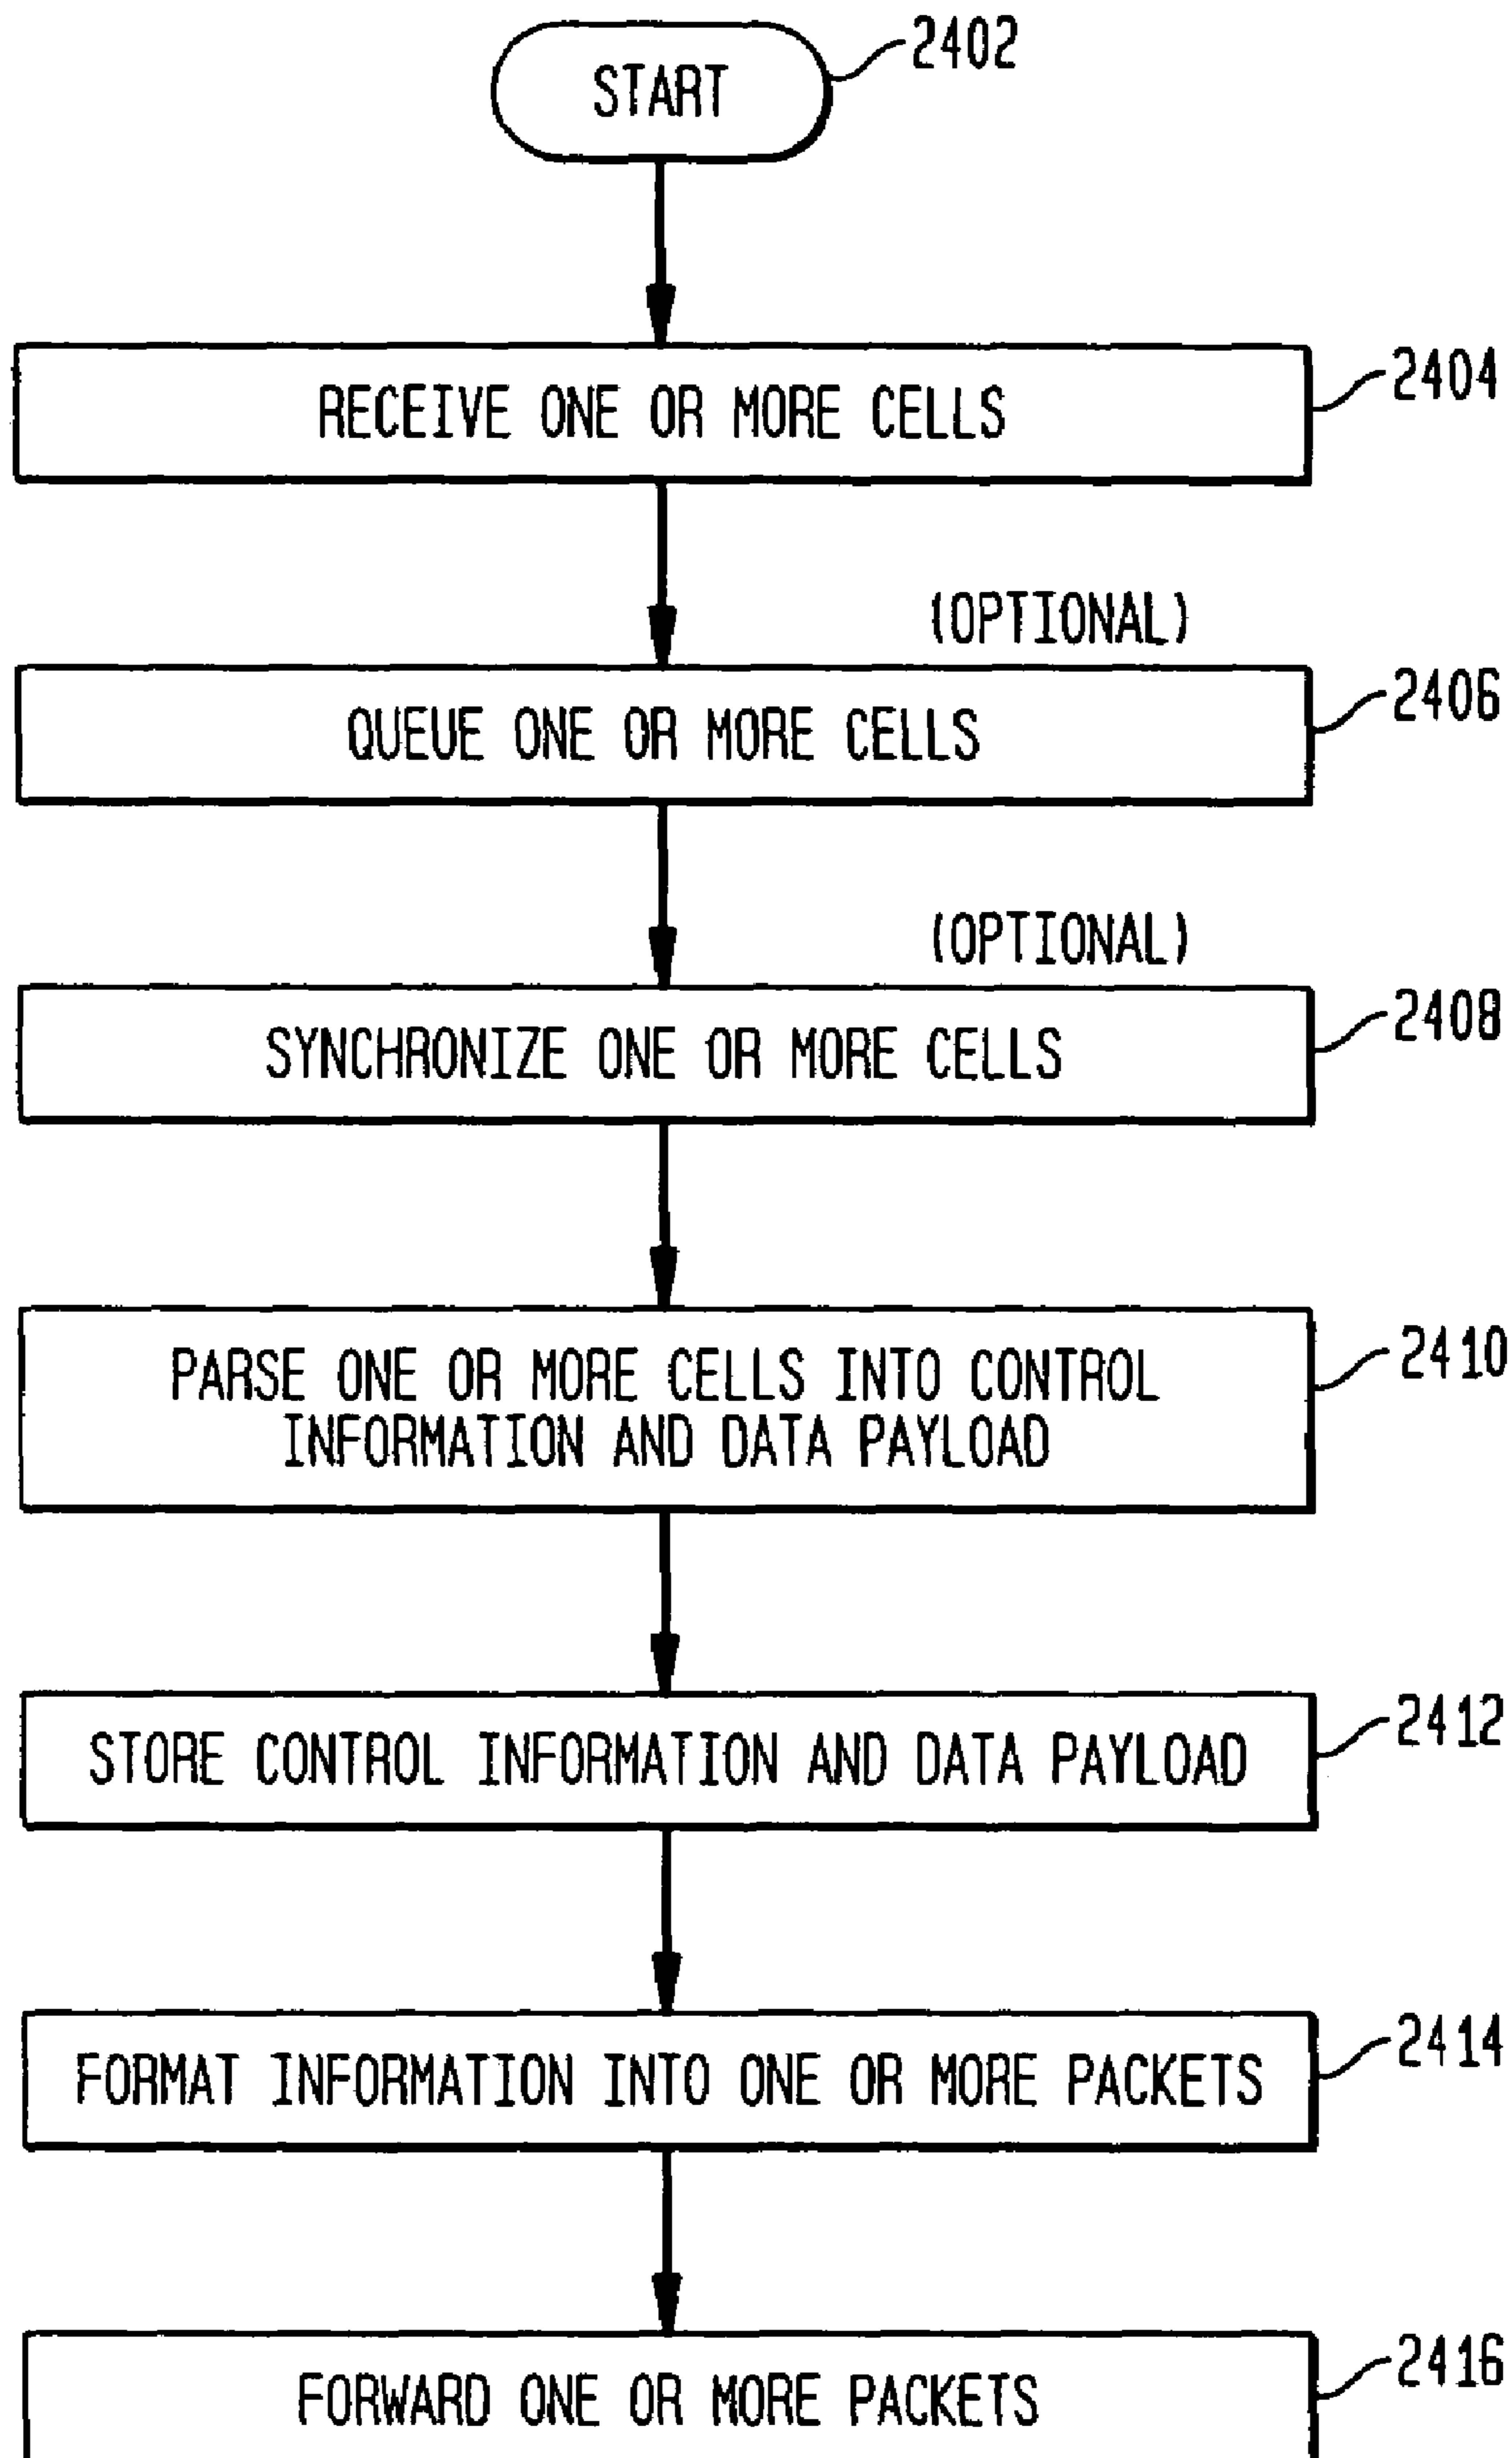 START
2402
RECEIVE ONE OR MORE CELLS
2404
(OPTIONAL)
QUEUE ONE OR MORE CELLS
2406
(OPTIONAL)
SYNCHRONIZE ONE OR MORE CELLS
2408
PARSE ONE OR MORE CELLS INTO CONTROL
INFORMATION AND DATA PAYLOAD
2410
STORE CONTROL INFORMATION AND DATA PAYLOAD
2412
FORMAT INFORMATION INTO ONE OR MORE PACKETS
2414
FORWARD ONE OR MORE PACKETS
2416